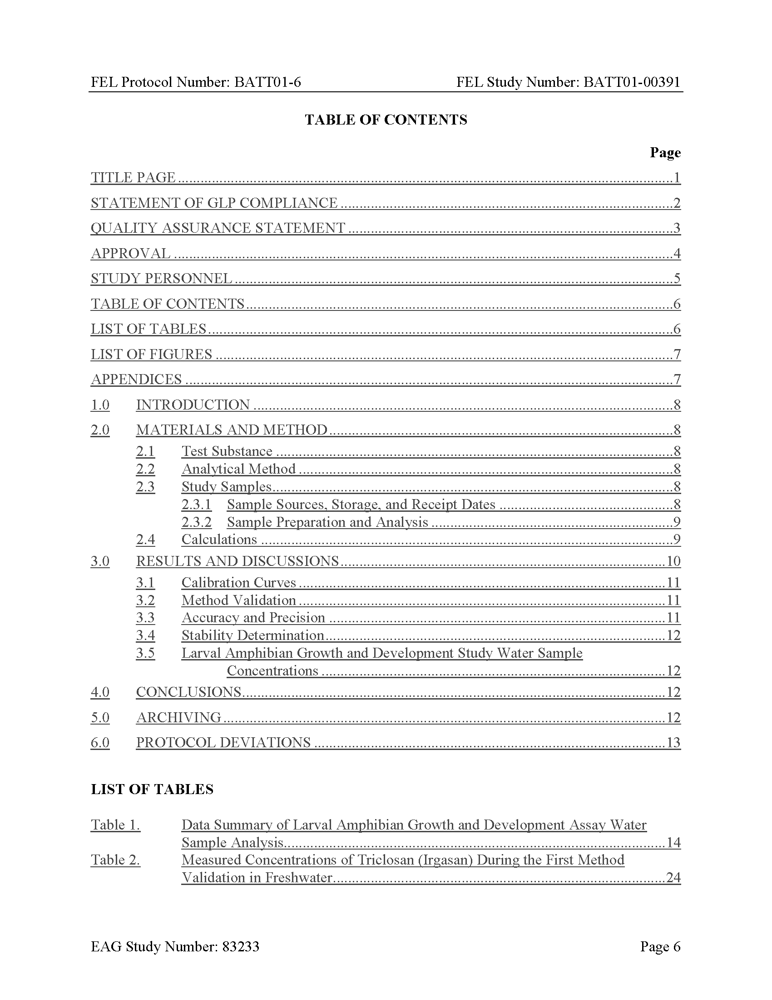 FEL Protocol Number: BATT01-6 FEL Study Number: BATT01-00391
TABLE OF CONTENTS
Page
TITLE PAGE 1
STATEMENT OF GLP COMPLIANCE 2
QUALITY ASSURANCE STATEMENT 3
APPROVAL 4
STUDY PERSONNEL 5
TABLE OF CONTENTS 6
LIST OF TABLES 6
LIST OF FIGURES 7
APPENDICES 7
1.0 INTRODUCTION 8
2.0 MATERIALS AND METHOD 8
2.1 Test Substance 8
2.2 Analytical Method 8
2.3 Study Samples 8
2.3.1 Sample Sources, Storage, and Receipt Dates 8
2.3.2 Sample Preparation and Analysis 9
2.4 Calculations 9
3.0 RESULTS AND DISCUSSIONS 10
3.1 Calibration Curves 11
3.2 Method Validation 11
3.3 Accuracy and Precision 11
3.4 Stability Determination 12
3.5 Larval Amphibian Growth and Development Study Water Sample
Concentrations 12
4.0 CONCLUSIONS 12
5.0 ARCHIVING 12
6.0 PROTOCOL DEVIATIONS 13
LIST OF TABLES
Table 1. Data Summary of Larval Amphibian Growth and Development Assay Water
Sample Analysis 14
Table 2. Measured Concentrations of Triclosan (Irgasan) During the First Method
Validation in Freshwater 24
EAG Study Number: 83233 Page 6